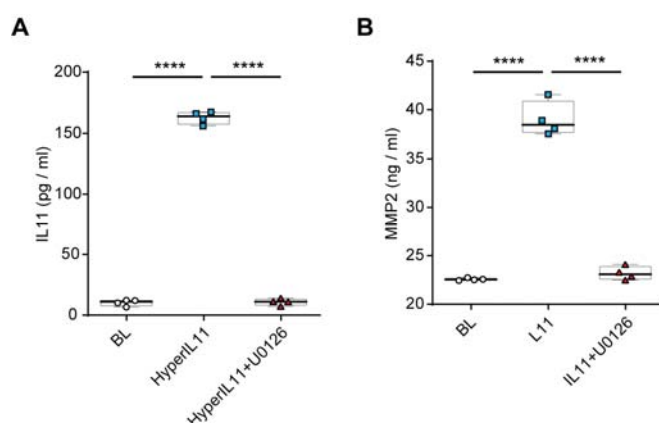 A
**** ****
200
150
100
50
0
IL11 (pg / ml)
BL
HyperIL11
HyperIL11+U0126
B
**** ****
45
40
35
30
25
20
MMP2 (ng / ml)
BL
L11
IL11+U0126